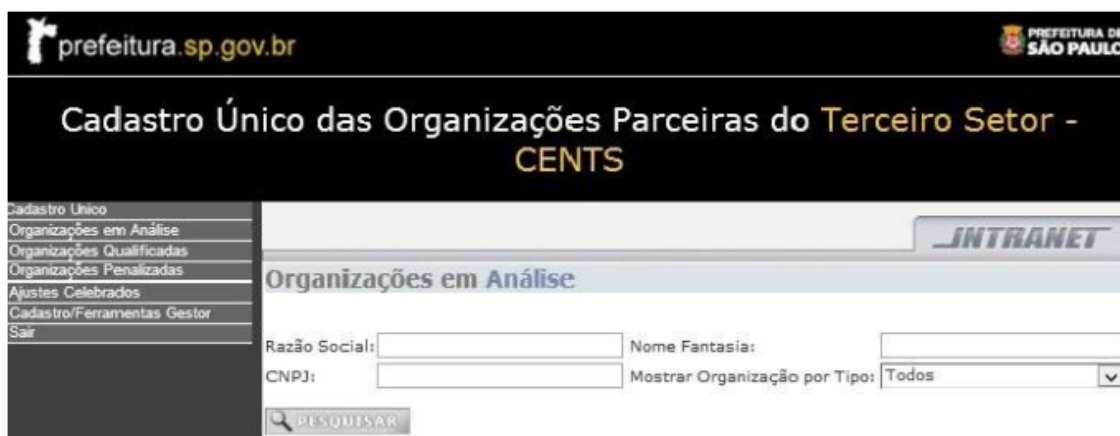 prefeitura.sp.gov.br
PREFEITURA DE
SÃO PAULO
Cadastro Único das Organizações Parceiras do Terceiro Setor -
CENTS
Cadastro Unico
Organizações em Análise
Organizações Qualificadas
Organizações Penalizadas
Ajustes Celebrados
Cadastro/Ferramentas Gestor
Sair
INTRANET
Organizações em Análise
Razão Social: Nome Fantasia:
CNPJ: Mostrar Organização por Tipo: Todos
PESQUISAR